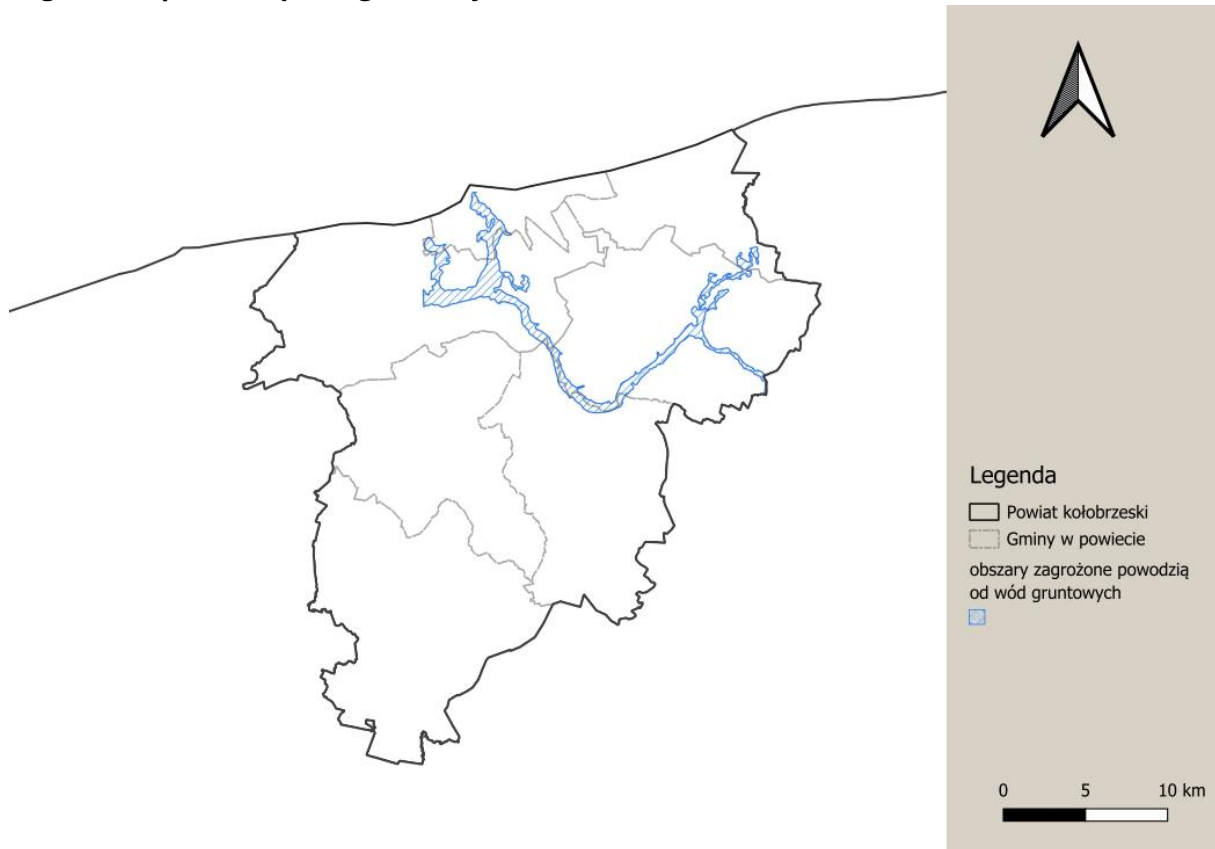 Legenda
Powiat kołobrzeski
Gminy w powiecie
obszary zagrożone powodzią
od wód gruntowych
0 5 10 km